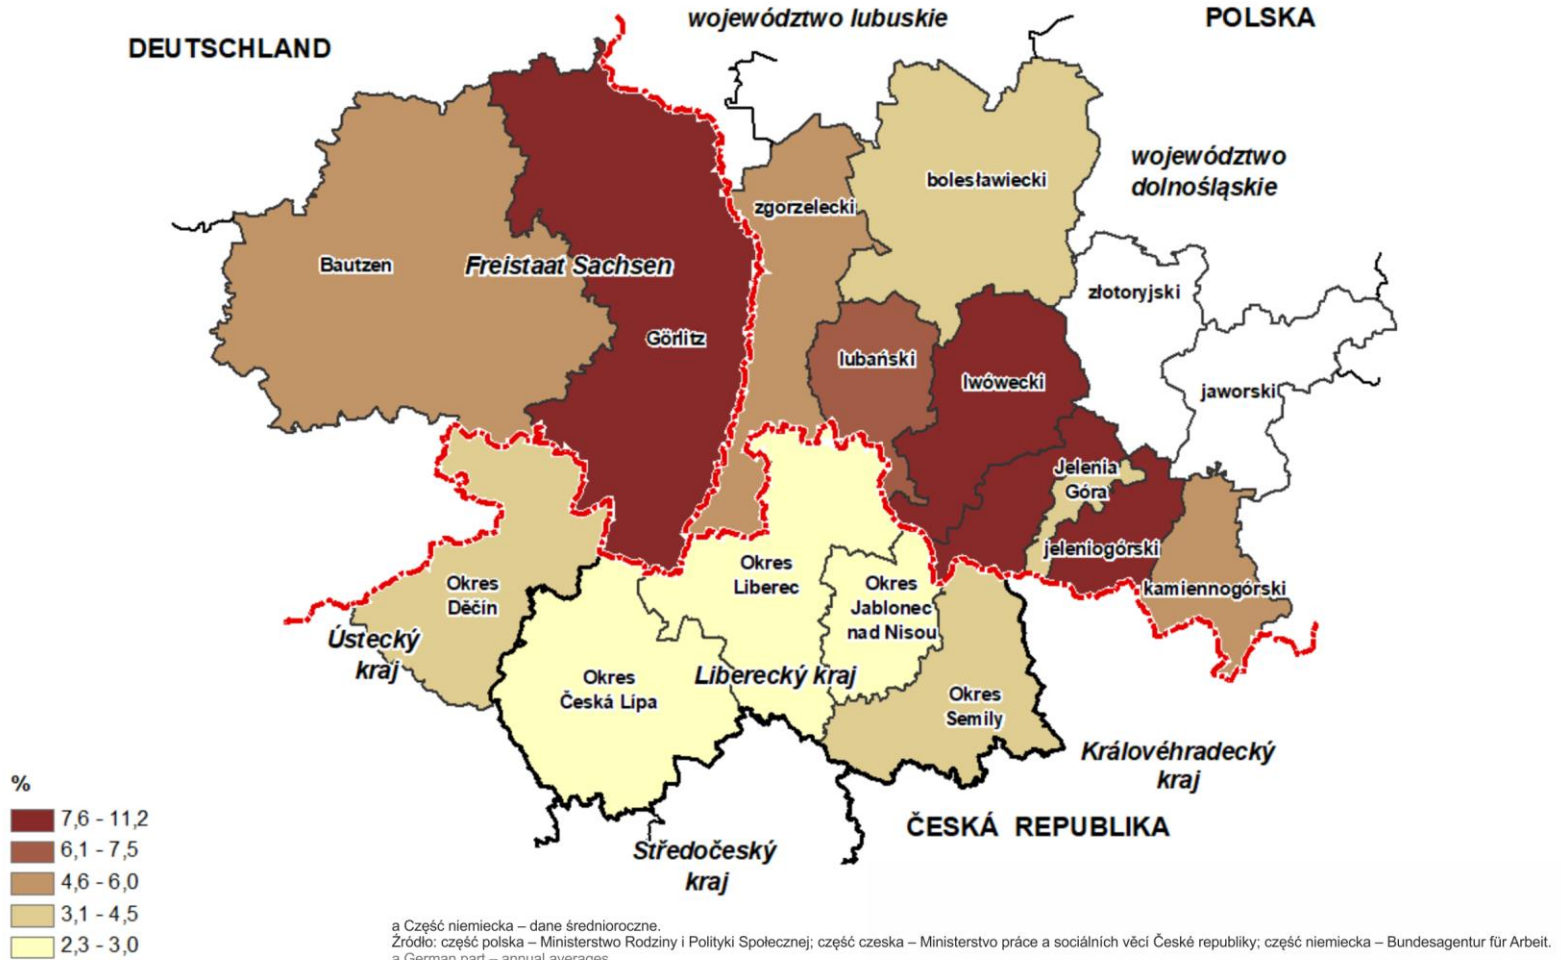 województwo lubuskie
POLSKA
DEUTSCHLAND
województwo
dolnośląskie
bolesławiecki
zgorzelecki
Bautzen
Freistaat Sachsen
złotoryjski
Görlitz
lubański
lwówecki
jaworski
Jelenia
Góra
jeleniogórski
kamiennogórski
Okres
Liberec
Okres
Děčín
Okres
Jablonec
nad Nisou
Ústecký
kraj
Okres
Česká Lípa
Liberecký kraj
Okres
Semily
Královéhradecký
kraj
ČESKÁ REPUBLIKA
Středočeský
kraj
%
7,6 - 11,2
6,1 - 7,5
4,6 - 6,0
3,1 - 4,5
2,3 - 3,0
a Część niemiecka – dane średnioroczne.
Źródło: część polska – Ministerstwo Rodziny i Polityki Społecznej; część czeska – Ministerstvo práce a sociálních věcí České republiky; część niemiecka – Bundesagentur für Arbeit.
a German part – annual averages